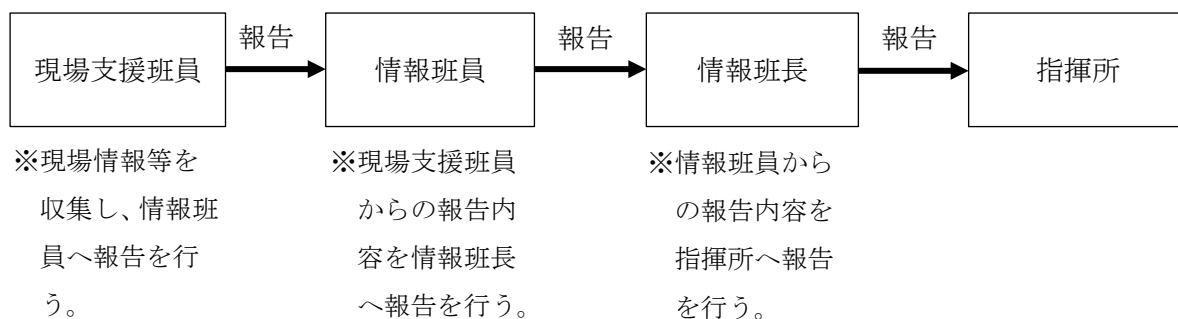 現場支援班員
報告
情報班員
報告
情報班長
報告
指揮所
※現場情報等を
収集し、情報班
員へ報告を行
う。
※現場支援班員
からの報告内
容を情報班長
へ報告を行う。
※情報班員から
の報告内容を
指揮所へ報告
を行う。